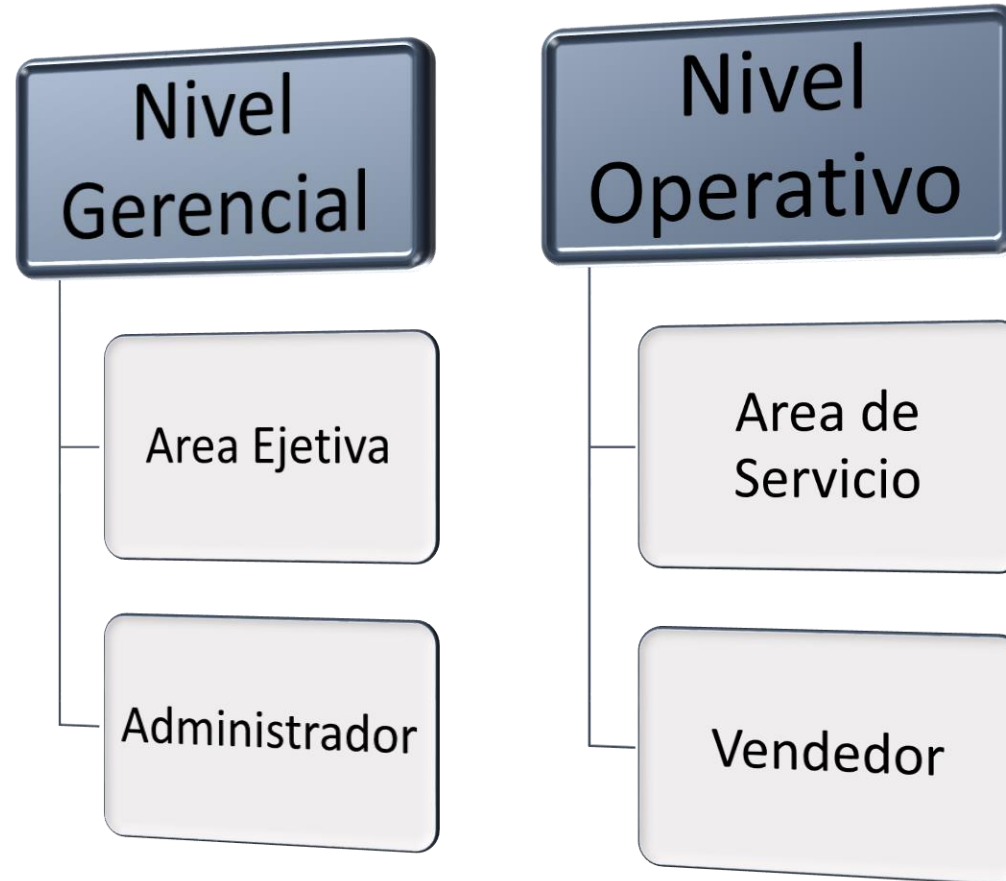 Nivel
Gerencial
Area Ejetiva
Administrador
Nivel
Operativo
Area de
Servicio
Vendedor